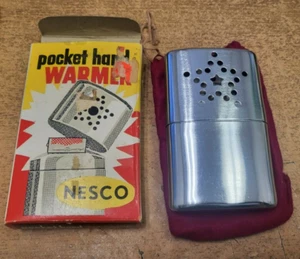 pocket hand
WARMER
NESCO